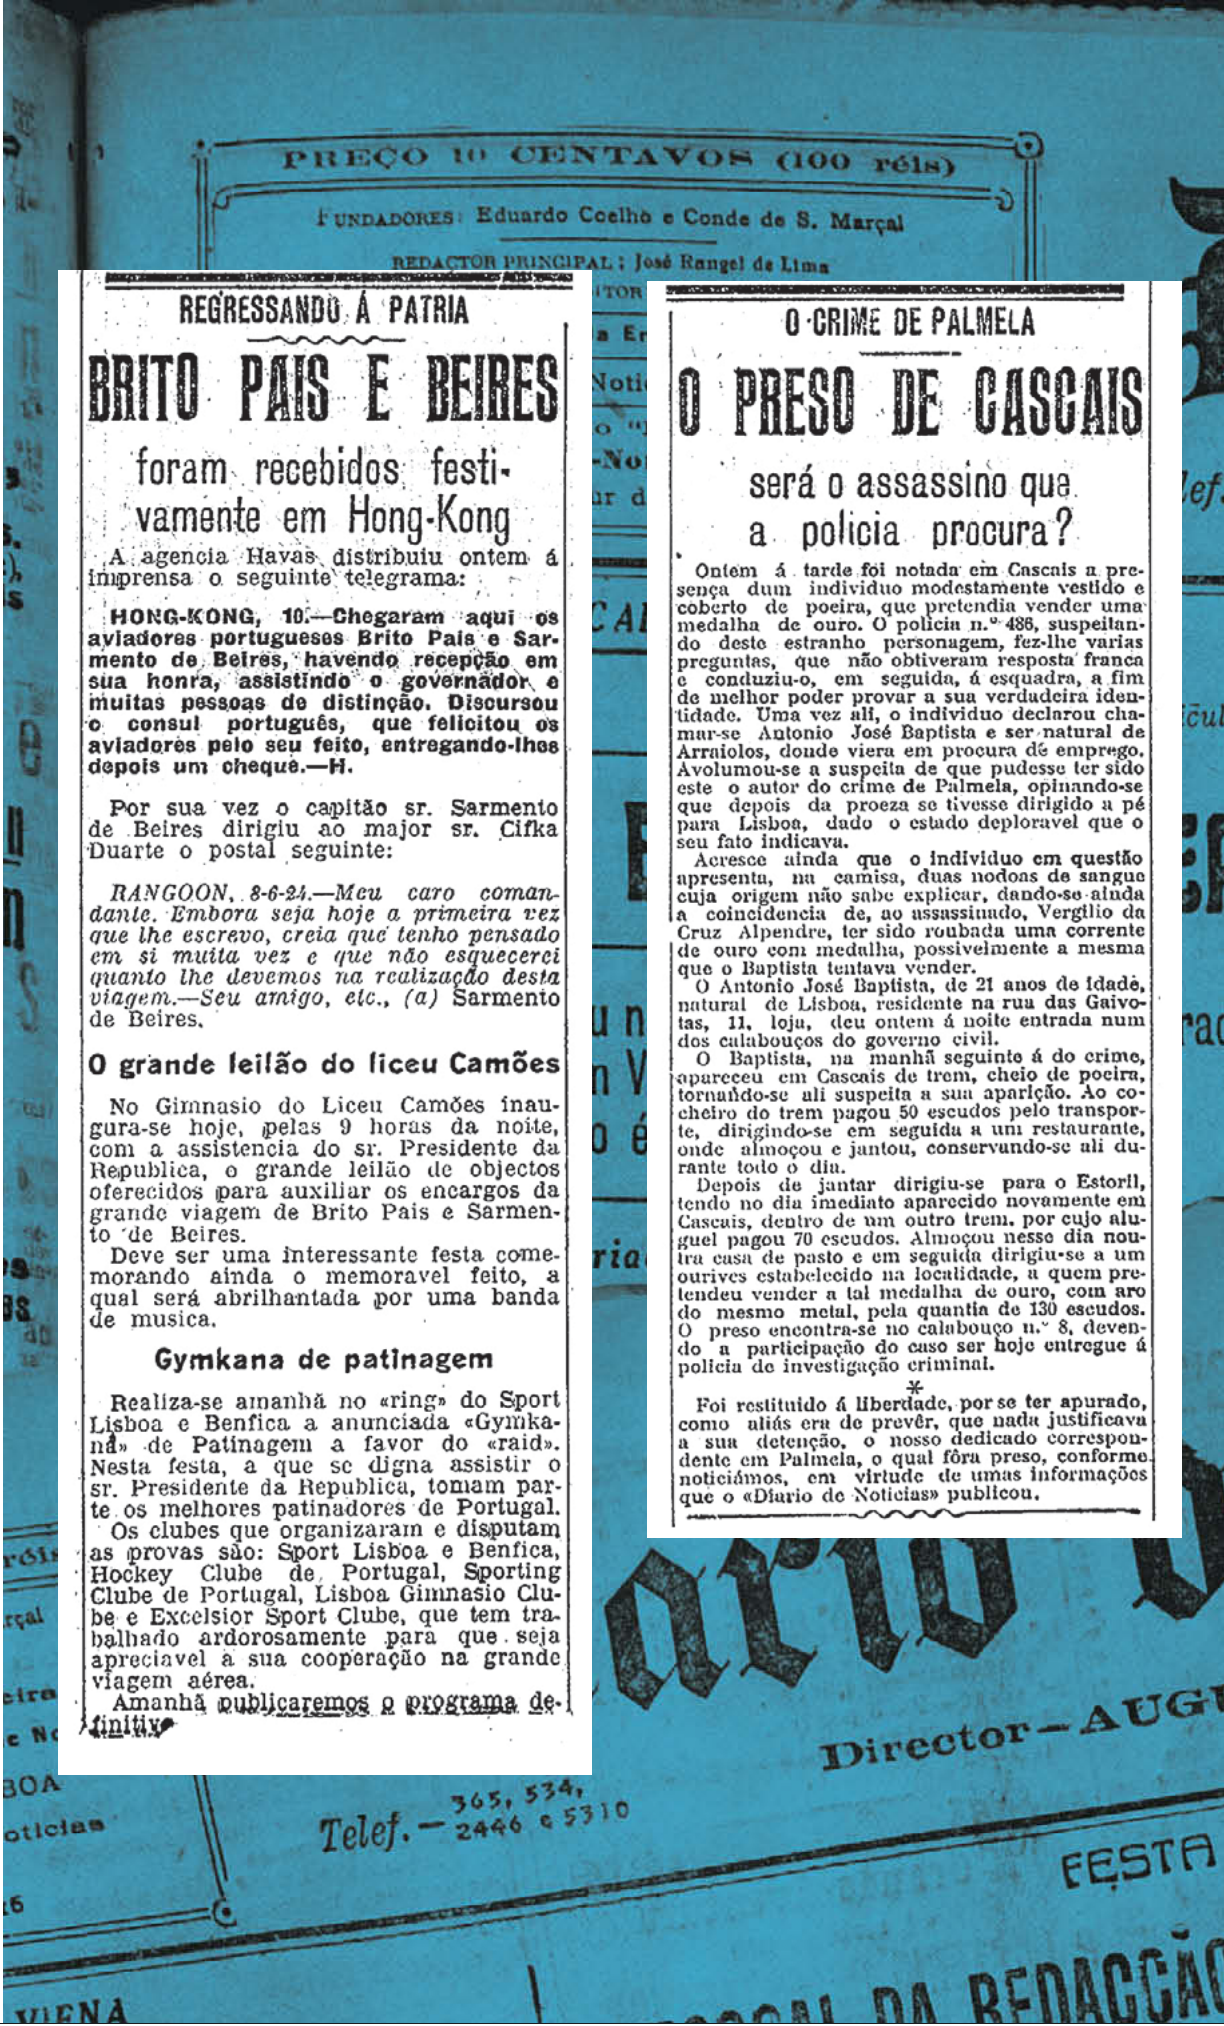 PREÇO 10 CENTAVOS (100 réis)
FUNDADORES: Eduardo Coelho e Conde de S. Marçal
REDACTOR PRINCIPAL: José Rangel de Lima
REGRESSANDO Á PATRIA
BRITO PAIS E BEIRES
foram recebidos festi-
vamente em Hong-Kong
A agencia Havas distribuiu ontem á
imprensa o seguinte telegrama:
HONG-KONG, 10.—Chegaram aqui os
aviadores portugueses Brito Pais e Sar-
mento de Beires, havendo recepção em
sua honra, assistindo o governador e
muitas pessoas de distinção. Discursou
o consul português, que felicitou os
aviadores pelo seu feito, entregando-lhes
depois um cheque.—H.
Por sua vez o capitão sr. Sarmento
de Beires dirigiu ao major sr. Cifka
Duarte o postal seguinte:
RANGOON, 8-6-24.—Meu caro coman-
dante. Embora seja hoje a primeira vez
que lhe escrevo, creia que tenho pensado
em si muita vez e que não esquecerei
quanto lhe devemos na realização desta
viagem.—Seu amigo, etc., (a) Sarmento
de Beires.
O grande leilão do liceu Camões
No Gimnasio do Liceu Camões inau-
gura-se hoje, pelas 9 horas da noite,
com a assistencia do sr. Presidente da
Republica, o grande leilão de objectos
oferecidos para auxiliar os encargos da
grande viagem de Brito Pais e Sarmen-
to de Beires.
Deve ser uma interessante festa come-
morando ainda o memoravel feito, a
qual será abrilhantada por uma banda
de musica.
Gymkana de patinagem
Realiza-se amanhã no «ring» do Sport
Lisboa e Benfica a anunciada «Gymka-
na» de Patinagem a favor do «raid».
Nesta festa, a que se digna assistir o
sr. Presidente da Republica, tomam par-
te os melhores patinadores de Portugal.
Os clubes que organizaram e disputam
as provas são: Sport Lisboa e Benfica,
Hockey Clube de Portugal, Sporting
Clube de Portugal, Lisboa Gimnasio Clu-
be e Excelsior Sport Clube, que tem tra-
balhado ardorosamente para que seja
apreciavel a sua cooperação na grande
viagem aérea.
Amanhã publicaremos o programa de-
finitivo
O CRIME DE PALMELA
O PRESO DE CASCAIS
será o assassino que
a policia procura?
Ontem á tarde foi notada em Cascais a pre-
sença dum individuo modestamente vestido e
coberto de poeira, que pretendia vender uma
medalha de ouro. O policia n.º 486, suspeitan-
do deste estranho personagem, fez-lhe varias
preguntas, que não obtiveram resposta franca
e conduziu-o, em seguida, á esquadra, a fim
de melhor poder provar a sua verdadeira iden-
tidade. Uma vez ali, o individuo declarou cha-
mar-se Antonio José Baptista e ser natural de
Arraiolos, donde viera em procura de emprego.
Avolumou-se a suspeita de que pudesse ter sido
este o autor do crime de Palmela, opinando-se
que depois da proeza se tivesse dirigido a pé
para Lisboa, dado o estado deploravel que o
seu fato indicava.
Acresce ainda que o individuo em questão
apresenta, na camisa, duas nodoas de sangue
cuja origem não sabe explicar, dando-se ainda
a coincidencia de, ao assassinado, Vergilio da
Cruz Alpendre, ter sido roubada uma corrente
de ouro com medalha, possivelmente a mesma
que o Baptista tentava vender.
O Antonio José Baptista, de 21 anos de idade,
natural de Lisboa, residente na rua das Gaivo-
tas, 11, loja, deu ontem á noite entrada num
dos calabouços do governo civil.
O Baptista, na manhã seguinte á do crime,
apareceu em Cascais de trem, cheio de poeira,
tornando-se ali suspeita a sua aparição. Ao co-
cheiro do trem pagou 50 escudos pelo transpor-
te, dirigindo-se em seguida a um restaurante,
onde almoçou e jantou, conservando-se ali du-
rante todo o dia.
Depois de jantar dirigiu-se para o Estoril,
tendo no dia imediato aparecido novamente em
Cascais, dentro de um outro trem, por cujo alu-
guel pagou 70 escudos. Almoçou nesse dia nou-
tra casa de pasto e em seguida dirigiu-se a um
ourives estabelecido na localidade, a quem pre-
tendeu vender a tal medalha de ouro, com aro
do mesmo metal, pela quantia de 130 escudos.
O preso encontra-se no calabouço n.º 8, deven-
do a participação do caso ser hoje entregue á
policia de investigação criminal.
*
Foi restituido á liberdade, por se ter apurado,
como aliás era de prevêr, que nada justificava
a sua detenção, o nosso dedicado correspon-
dente em Palmela, o qual fôra preso, conforme
noticiámos, em virtude de umas informações
que o «Diario de Noticias» publicou.
Director—AUGU
Telef.— 365, 534,
2446 e 5310
FESTA
VIENA
DA REDACÇÃO